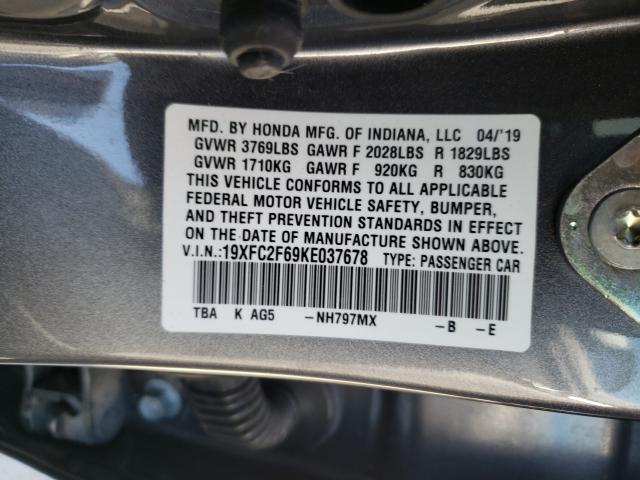 MFD. BY HONDA MFG. OF INDIANA, LLC 04/'19
GVWR 3769LBS GAWR F 2028LBS R 1829LBS
GVWR 1710KG GAWR F 920KG R 830KG
THIS VEHICLE CONFORMS TO ALL APPLICABLE
FEDERAL MOTOR VEHICLE SAFETY, BUMPER,
AND THEFT PREVENTION STANDARDS IN EFFECT
ON THE DATE OF MANUFACTURE SHOWN ABOVE.
V.I.N.:19XFC2F69KE037678 TYPE: PASSENGER CAR
TBA K AG5 -NH797MX -B -E